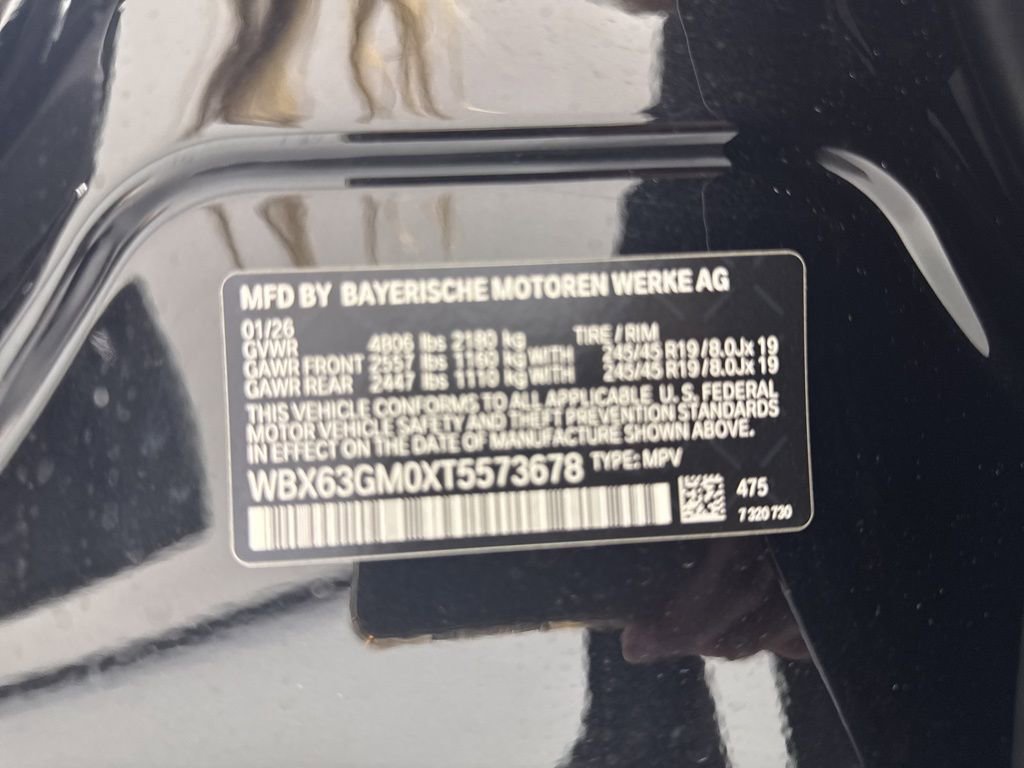 MFD BY BAYERISCHE MOTOREN WERKE AG
01/26
GVWR 4806 lbs 2180 kg TIRE / RIM
GAWR FRONT 2557 lbs 1160 kg WITH 245/45 R19/8.0Jx19
GAWR REAR 2447 lbs 1110 kg WITH 245/45 R19/8.0Jx19
THIS VEHICLE CONFORMS TO ALL APPLICABLE U.S. FEDERAL
MOTOR VEHICLE SAFETY AND THEFT PREVENTION STANDARDS
IN EFFECT ON THE DATE OF MANUFACTURE SHOWN ABOVE.
WBX63GM0XT5573678 TYPE: MPV
475
7 320 730